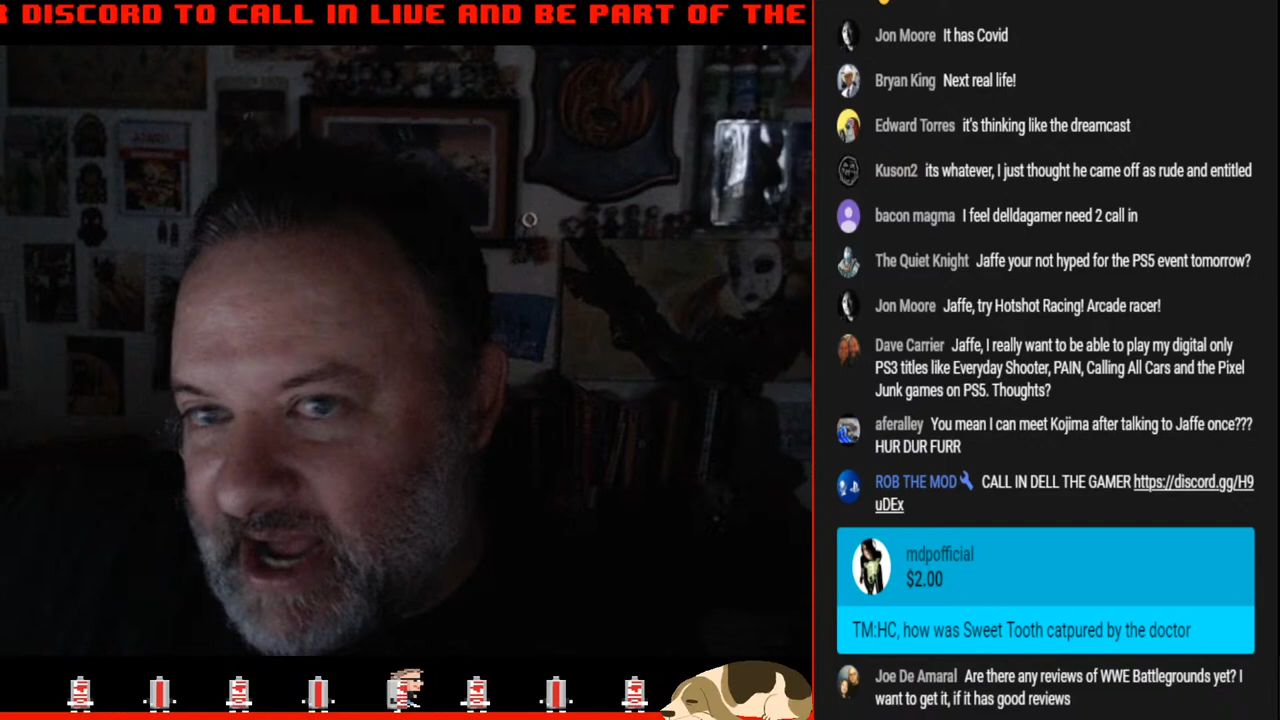 R DISCORD TO CALL IN LIVE AND BE PART OF THE
Jon Moore It has Covid
Bryan King Next real life!
Edward Torres it's thinking like the dreamcast
Kuson2 its whatever, I just thought he came off as rude and entitled
bacon magma I feel delldagamer need 2 call in
The Quiet Knight Jaffe your not hyped for the PS5 event tomorrow?
Jon Moore Jaffe, try Hotshot Racing! Arcade racer!
Dave Carrier Jaffe, I really want to be able to play my digital only
PS3 titles like Everyday Shooter, PAIN, Calling All Cars and the Pixel
Junk games on PS5. Thoughts?
aferalley You mean I can meet Kojima after talking to Jaffe once???
HUR DUR FURR
ROB THE MOD CALL IN DELL THE GAMER https://discord.gg/H9
uDEx
mdpofficial
$2.00
TM:HC, how was Sweet Tooth catpured by the doctor
Joe De Amaral Are there any reviews of WWE Battlegrounds yet? I
want to get it, if it has good reviews